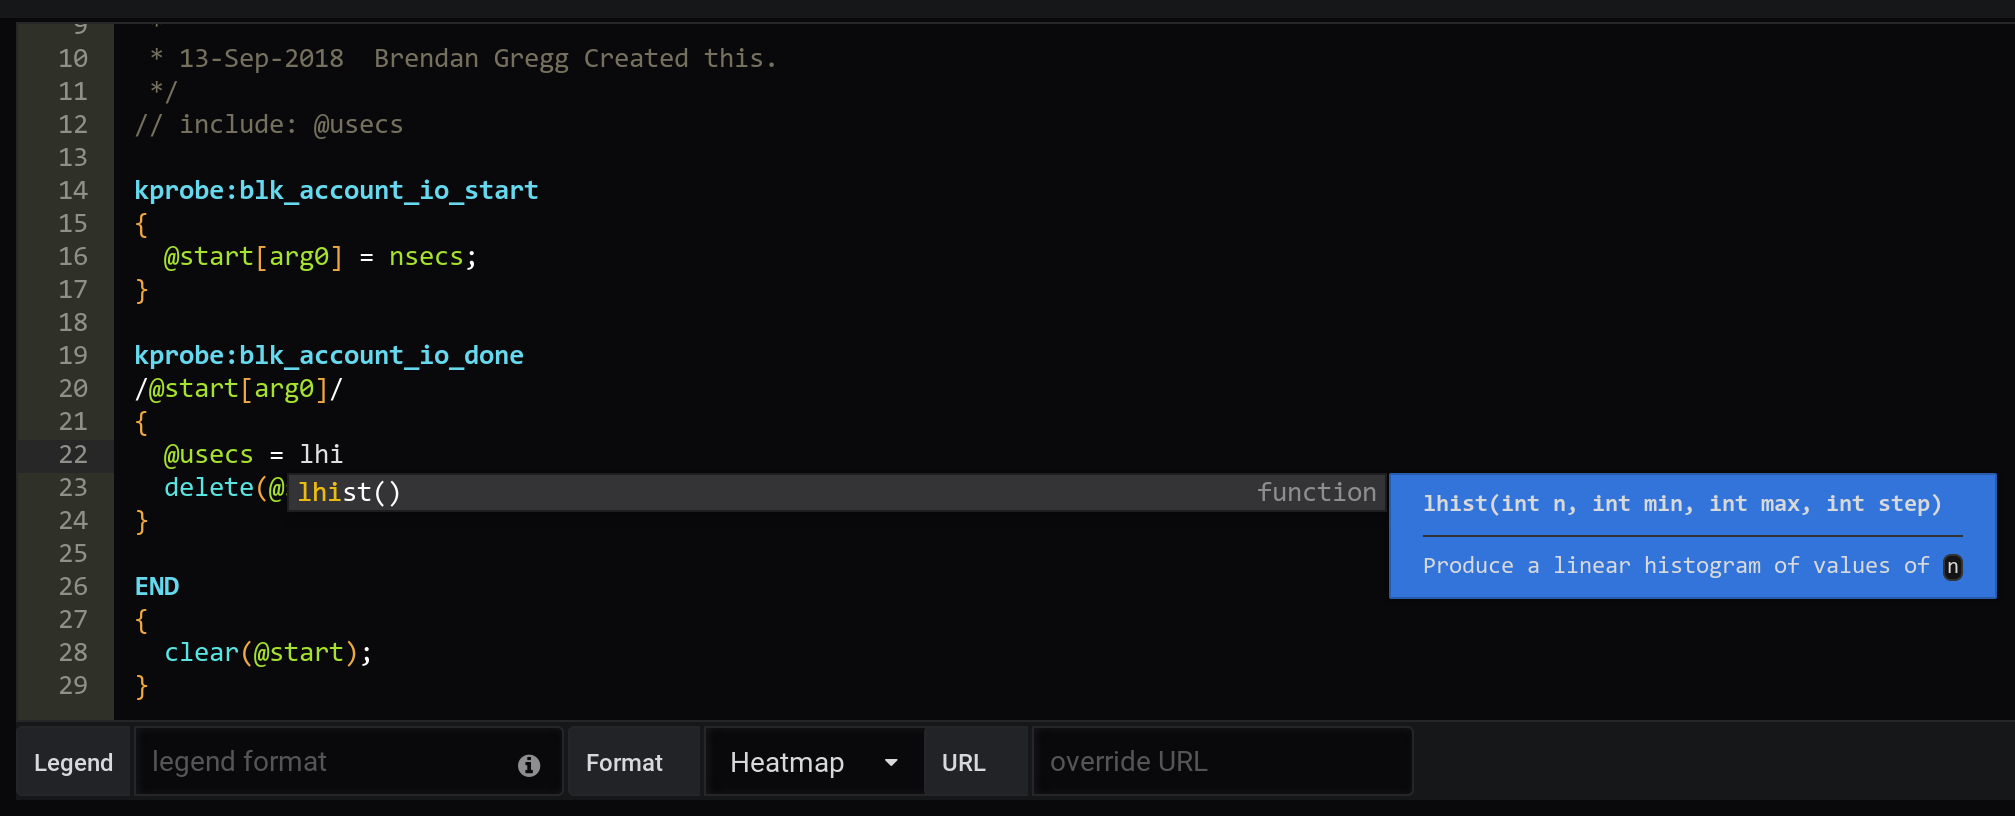 9 *
10 * 13-Sep-2018  Brendan Gregg Created this.
11 */
12 // include: @usecs
13
14 kprobe:blk_account_io_start
15 {
16 @start[arg0] = nsecs;
17 }
18
19 kprobe:blk_account_io_done
20 /@start[arg0]/
21 {
22 @usecs = lhi
23 delete(@
lhist() function
lhist(int n, int min, int max, int step)
Produce a linear histogram of values of n
24 }
25
26 END
27 {
28 clear(@start);
29 }
Legend legend format Format Heatmap URL override URL